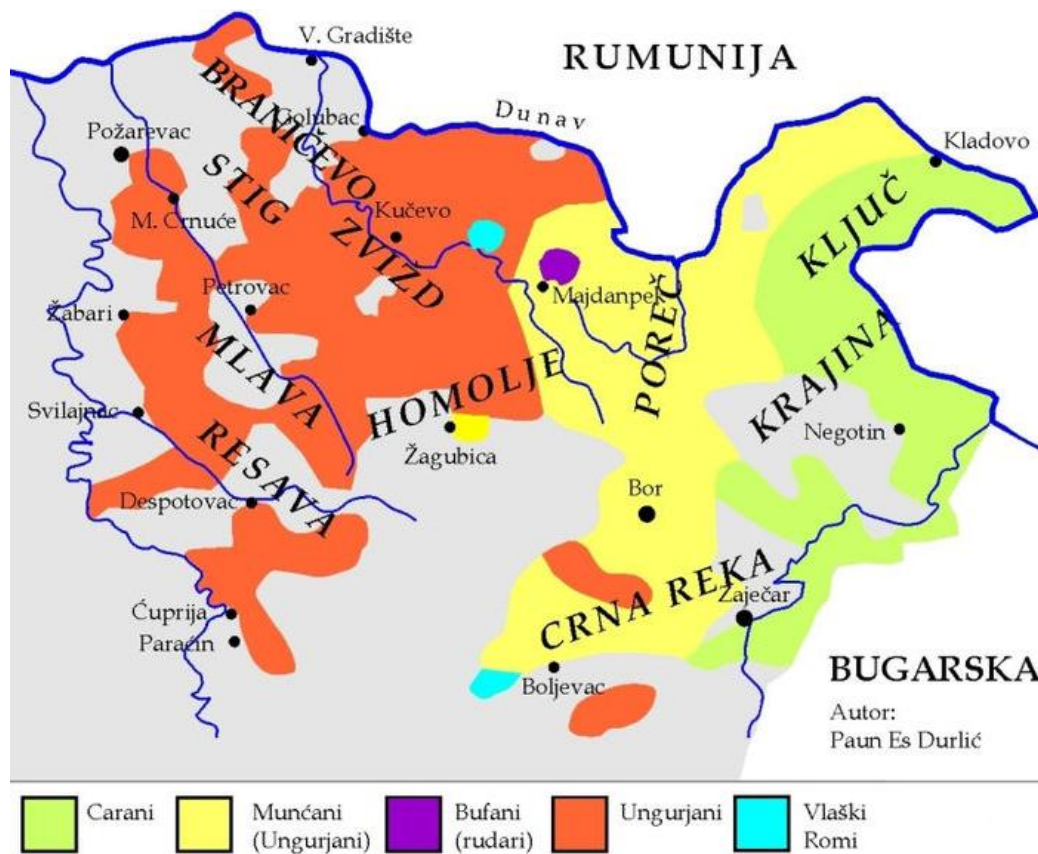 V. Gradište
RUMUNIJA
BRANIČEVO
Golubac
Dunav
Požarevac
Kladovo
STIG
M. Crnuće
Kučevo
ZVIŽD
KLJUČ
Petrovac
Majdanpek
Žabari
POREČ
MLAVA
HOMOLJE
KRAJINA
Svilajnac
RESAVA
Žagubica
Negotin
Despotovac
Bor
CRNA REKA
Zaječar
Ćuprija
Paraćin
Boljevac
BUGARSKA
Autor:
Paun Es Durlić
Carani
Munćani
(Ungurjani)
Bufani
(rudari)
Ungurjani
Vlaški
Romi